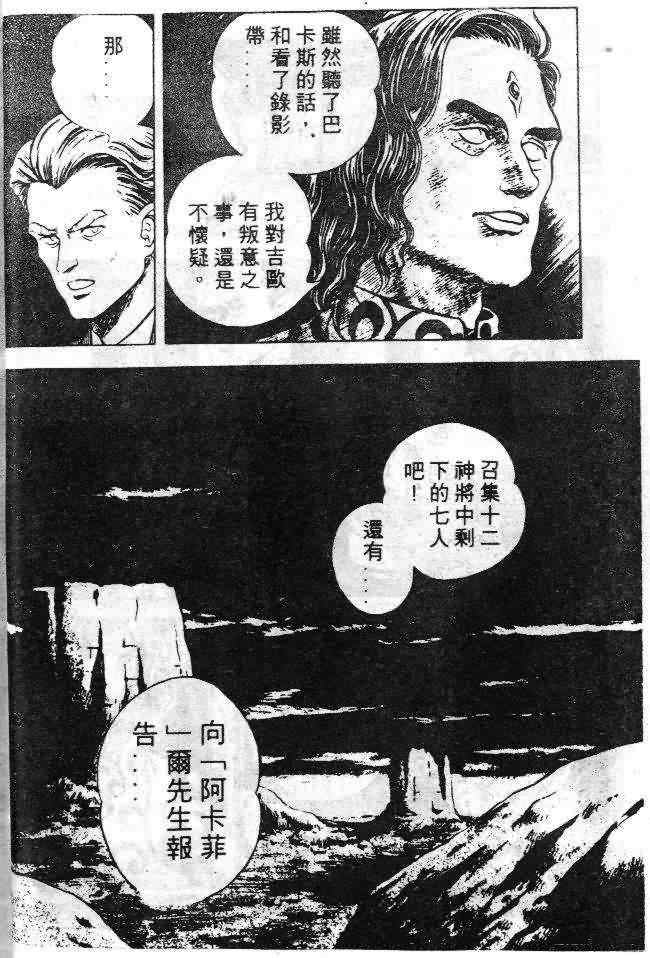 雖然聽了巴
卡斯的話，
和看了錄影
帶‥‥
我對吉歐
有叛意之
事，還是
不懷疑。
那‥‥
召集十二
神將中剩
下的七人
吧！
還有‥‥
向「阿卡菲
」爾先生報
告‥‥